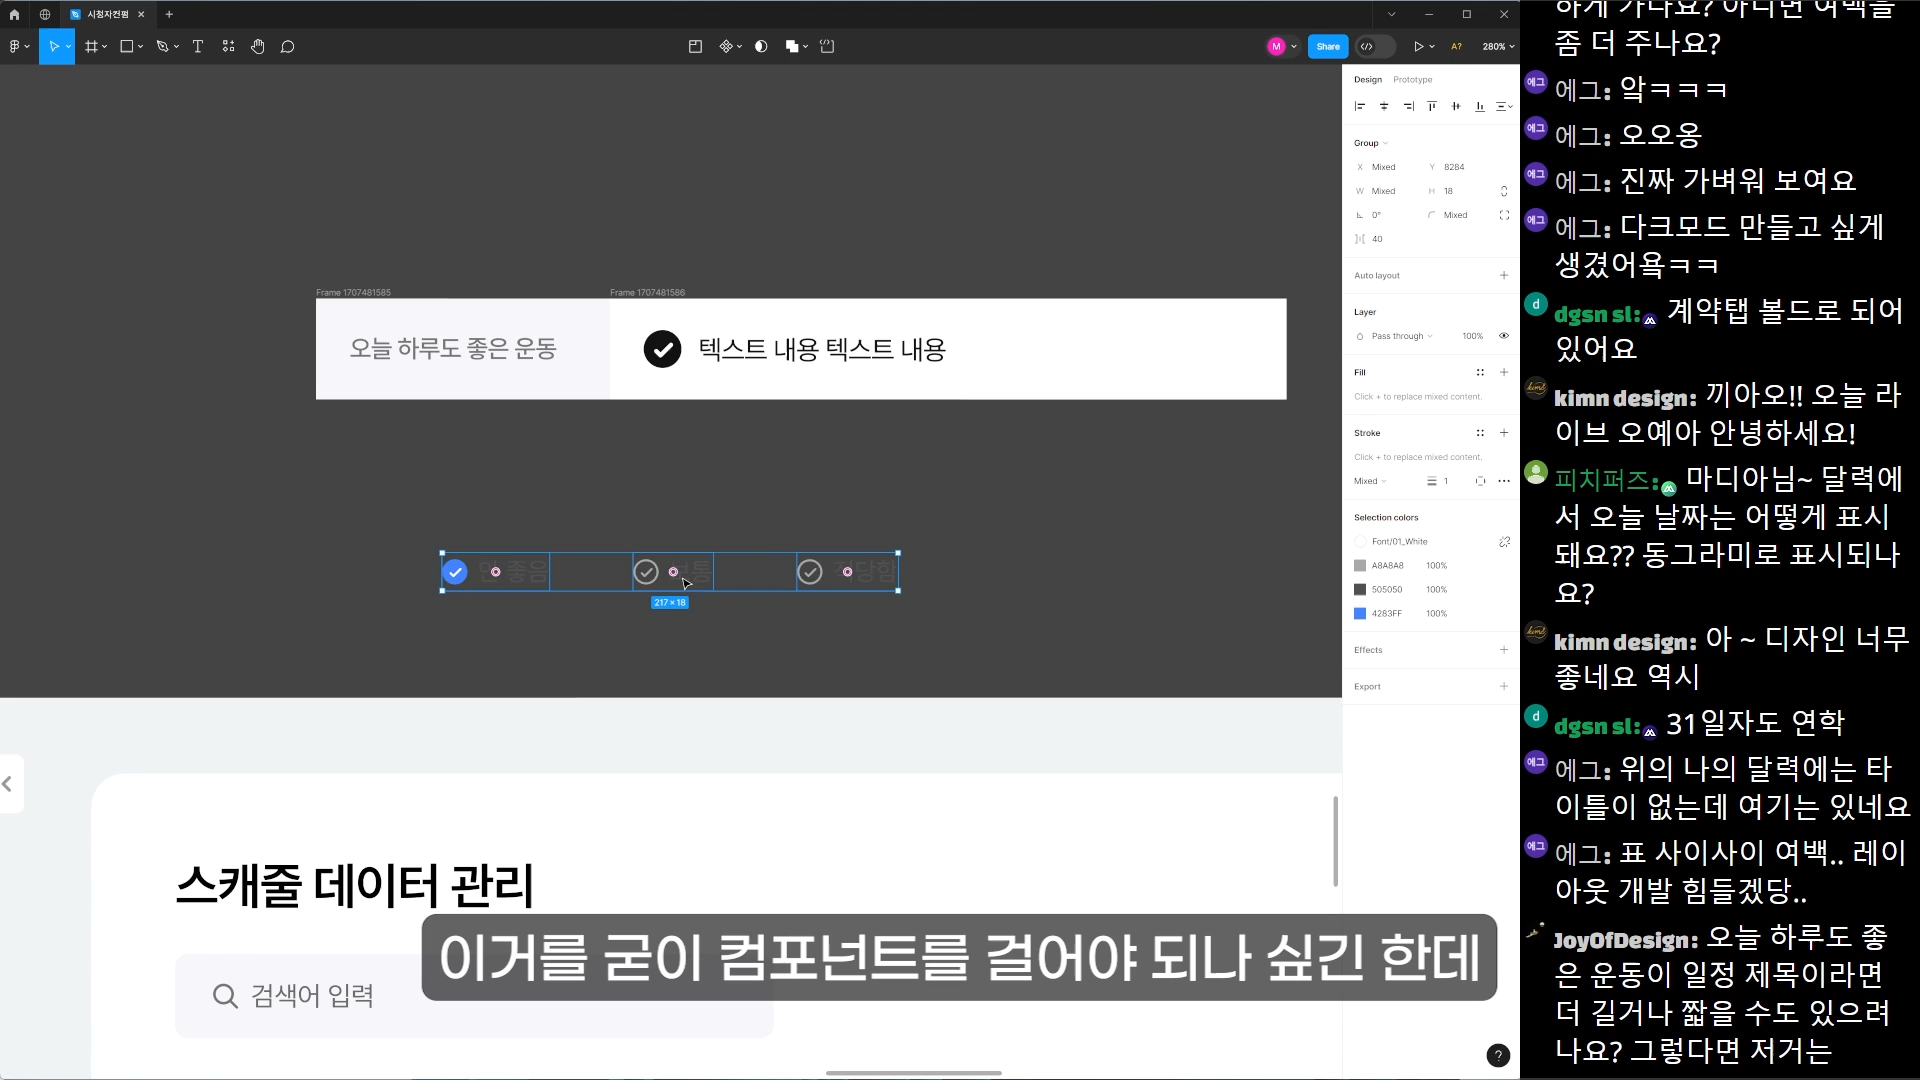 시청자컨펌
M
Share
A?
280%
Design Prototype
Group
X Mixed Y 8284
W Mixed H 18
0° Mixed
40
Auto layout
Layer
Pass through 100%
Fill
Click + to replace mixed content.
Stroke
Click + to replace mixed content.
Mixed 1
Selection colors
Font/01_White
A8A8A8 100%
505050 100%
4283FF 100%
Effects
Export
Frame 1707481585
Frame 1707481586
오늘 하루도 좋은 운동
텍스트 내용 텍스트 내용
좋음
217 × 18
스캐줄 데이터 관리
검색어 입력
이거를 굳이 컴포넌트를 걸어야 되나 싶긴 한데
?
하게 가나요? 아니면 여백을
좀 더 주나요?
에그: 앜ㅋㅋㅋ
에그: 오오옹
에그: 진짜 가벼워 보여요
에그: 다크모드 만들고 싶게
생겼어욬ㅋㅋ
dgsn sl: 계약탭 볼드로 되어
있어요
kimn design: 끼아오!! 오늘 라
이브 오예아 안녕하세요!
피치퍼즈: 마디아님~ 달력에
서 오늘 날짜는 어떻게 표시
돼요?? 동그라미로 표시되나
요?
kimn design: 아 ~ 디자인 너무
좋네요 역시
dgsn sl: 31일자도 연학
에그: 위의 나의 달력에는 타
이틀이 없는데 여기는 있네요
에그: 표 사이사이 여백.. 레이
아웃 개발 힘들겠당..
JoyOfDesign: 오늘 하루도 좋
은 운동이 일정 제목이라면
더 길거나 짧을 수도 있으려
나요? 그렇다면 저거는